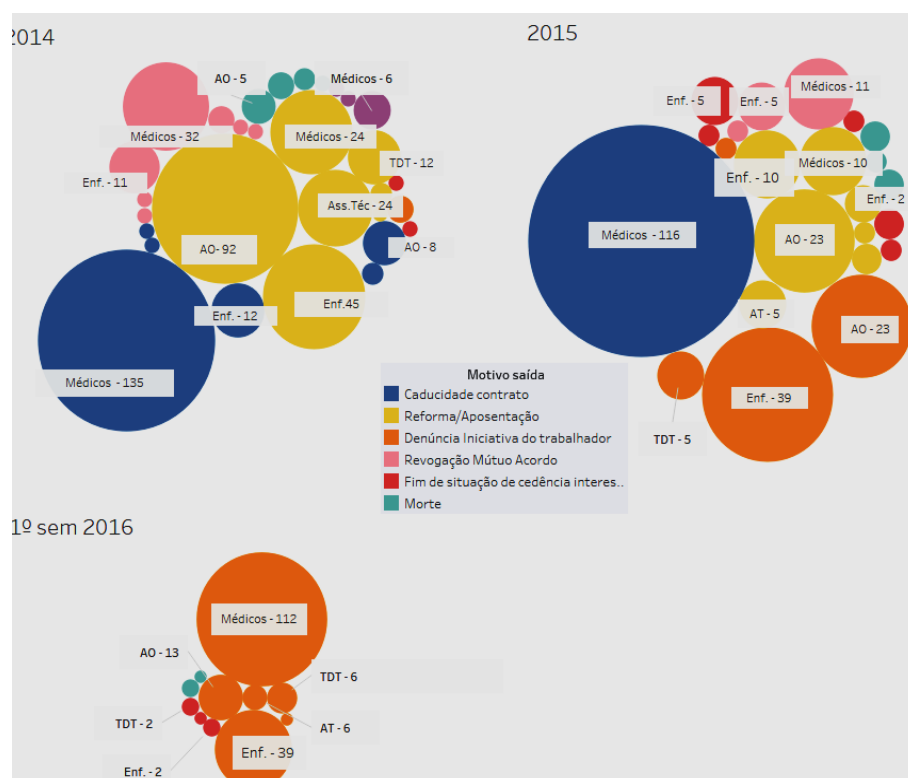 2014
AO - 5
Médicos - 6
Médicos - 32
Médicos - 24
TDT - 12
Enf. - 11
Ass.Téc - 24
AO- 92
AO - 8
Enf. - 12
Enf.45
Médicos - 135
2015
Enf. - 5
Enf. - 5
Médicos - 11
Médicos - 10
Enf. - 10
Enf. - 2
Médicos - 116
AO - 23
AT - 5
AO - 23
Enf. - 39
TDT - 5
Motivo saída
Caducidade contrato
Reforma/Aposentação
Denúncia Iniciativa do trabalhador
Revogação Mútuo Acordo
Fim de situação de cedência interes..
Morte
1º sem 2016
Médicos - 112
AO - 13
TDT - 6
TDT - 2
AT - 6
Enf. - 39
Enf. - 2